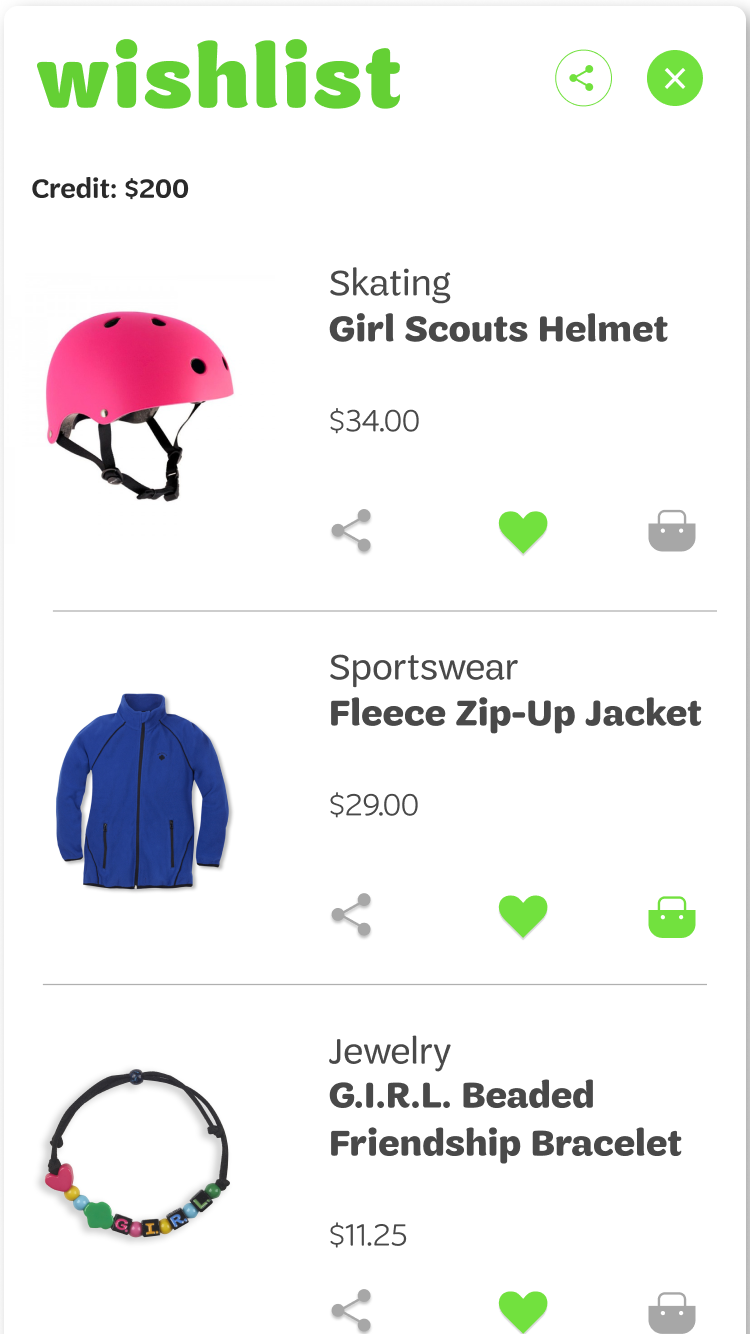 wishlist
Credit: $200
Skating
Girl Scouts Helmet
$34.00
Sportswear
Fleece Zip-Up Jacket
$29.00
Jewelry
G.I.R.L. Beaded
Friendship Bracelet
G.I.R.L.
$11.25